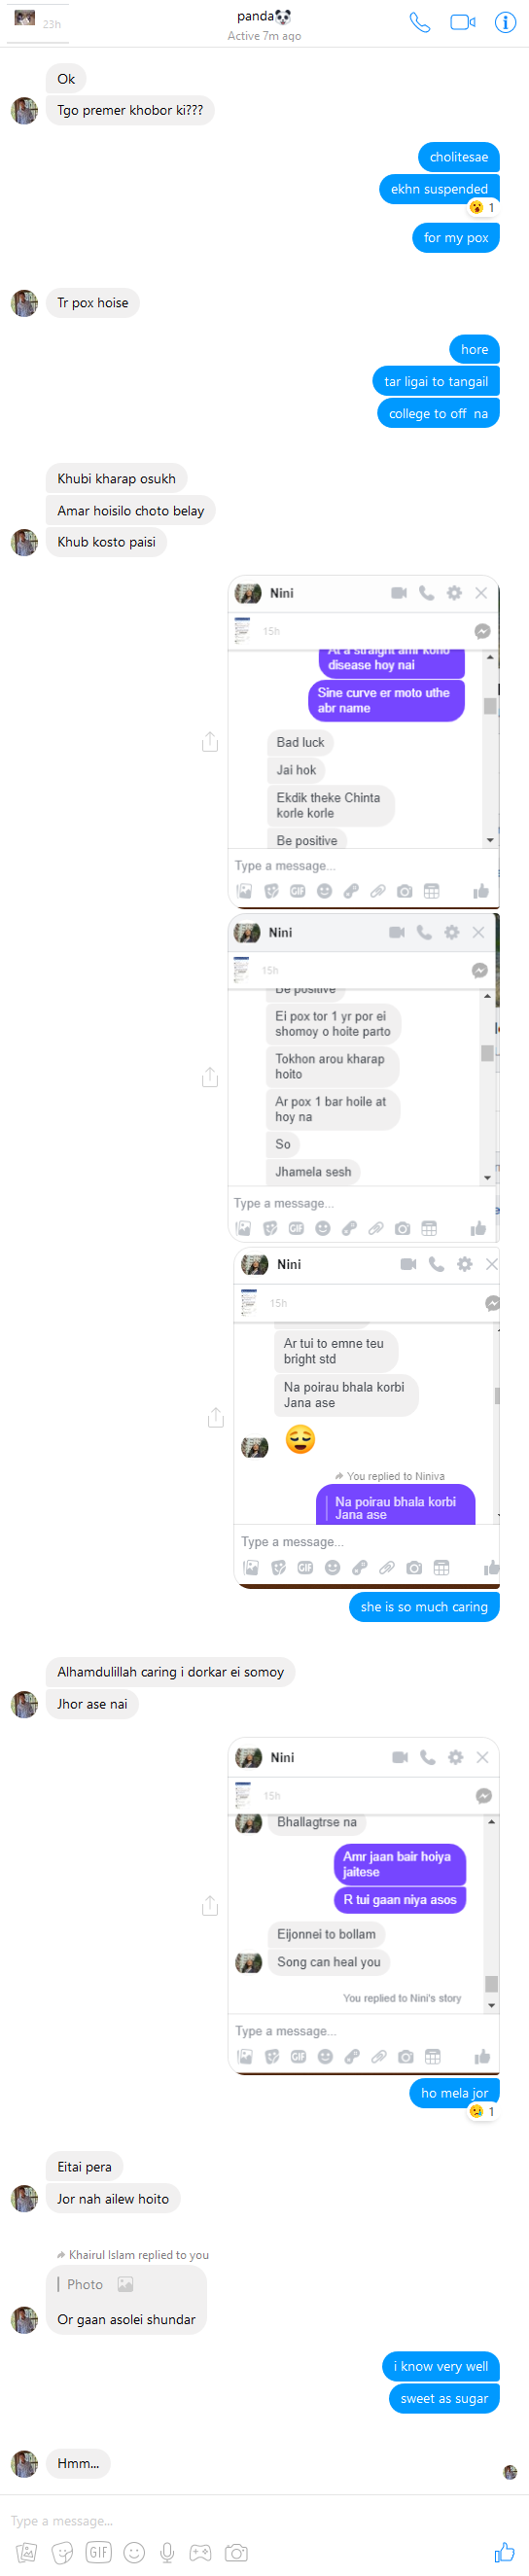 23h
panda🐼
Active 7m ago
Ok
Tgo premer khobor ki???
cholitesae
ekhn suspended
1
for my pox
Tr pox hoise
hore
tar ligai to tangail
college to off na
Khubi kharap osukh
Amar hoisilo choto belay
Khub kosto paisi
Nini
15h
At a straight amr kono
disease hoy nai
Sine curve er moto uthe
abr name
Bad luck
Jai hok
Ekdik theke Chinta
korle korle
Be positive
Type a message...
GIF
Nini
15h
Be positive
Ei pox tor 1 yr por ei
shomoy o hoite parto
Tokhon arou kharap
hoito
Ar pox 1 bar hoile at
hoy na
So
Jhamela sesh
Type a message...
GIF
Nini
15h
Ar tui to emne teu
bright std
Na poirau bhala korbi
Jana ase
😌
You replied to Niniva
Na poirau bhala korbi
Jana ase
Type a message...
GIF
she is so much caring
Alhamdulillah caring i dorkar ei somoy
Jhor ase nai
Nini
15h
Bhallagtrse na
Amr jaan bair hoiya
jaitese
R tui gaan niya asos
Eijonnei to bollam
Song can heal you
You replied to Nini's story
Type a message...
GIF
ho mela jor
1
Eitai pera
Jor nah ailew hoito
Khairul Islam replied to you
Photo
Or gaan asolei shundar
i know very well
sweet as sugar
Hmm...
Type a message...
GIF